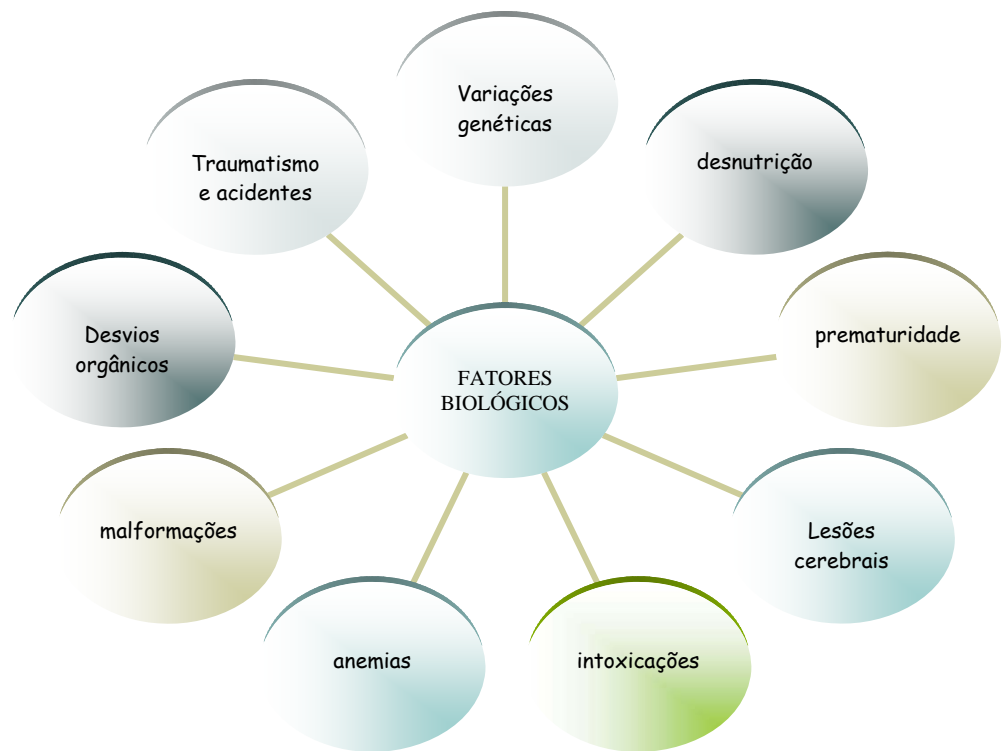 Variações
genéticas
desnutrição
prematuridade
Lesões
cerebrais
intoxicações
anemias
malformações
Desvios
orgânicos
Traumatismo
e acidentes
FATORES
BIOLÓGICOS